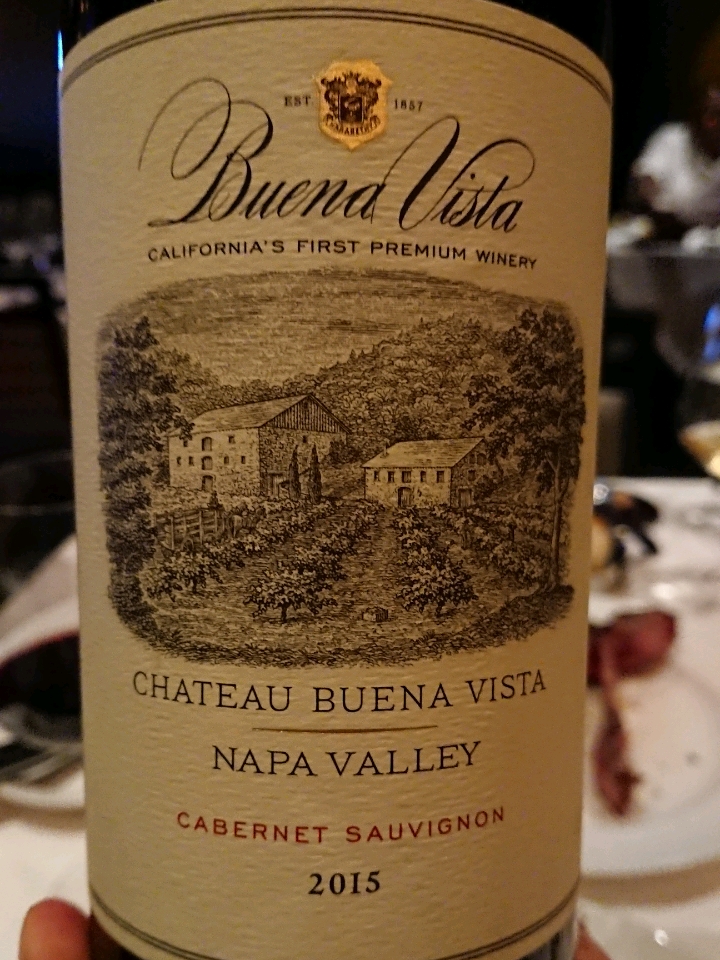 EST. 1857
Buena Vista
CALIFORNIA'S FIRST PREMIUM WINERY
CHATEAU BUENA VISTA
NAPA VALLEY
CABERNET SAUVIGNON
2015